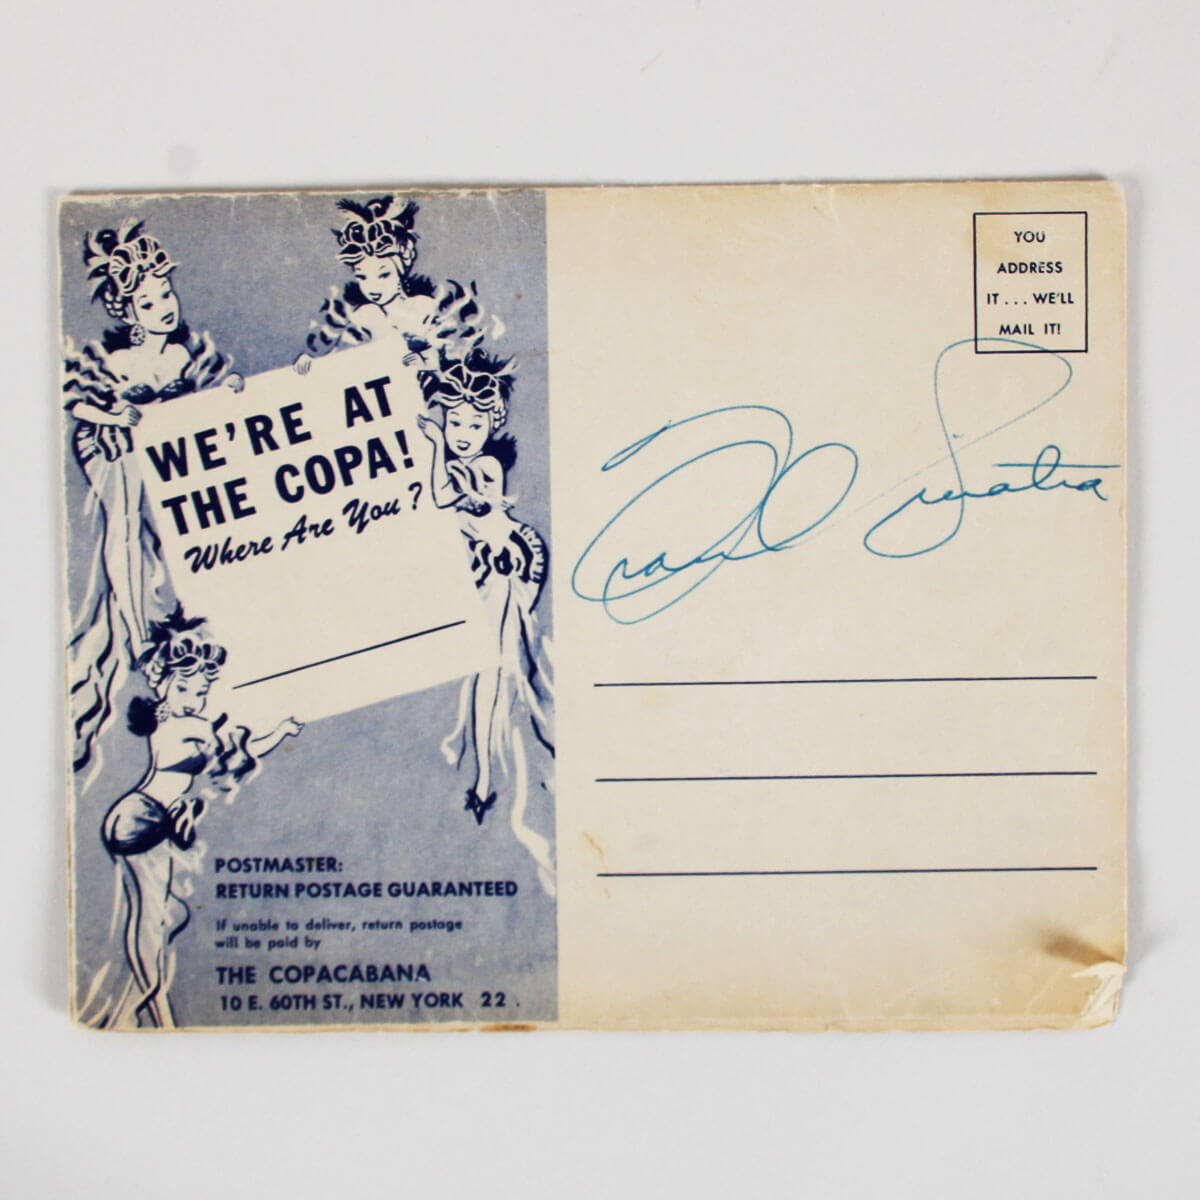 WE'RE AT
THE COPA!
Where Are You?
POSTMASTER:
RETURN POSTAGE GUARANTEED
If unable to deliver, return postage
will be paid by
THE COPACABANA
10 E. 60TH ST., NEW YORK 22.
YOU
ADDRESS
IT... WE'LL
MAIL IT!
Frank Sinatra